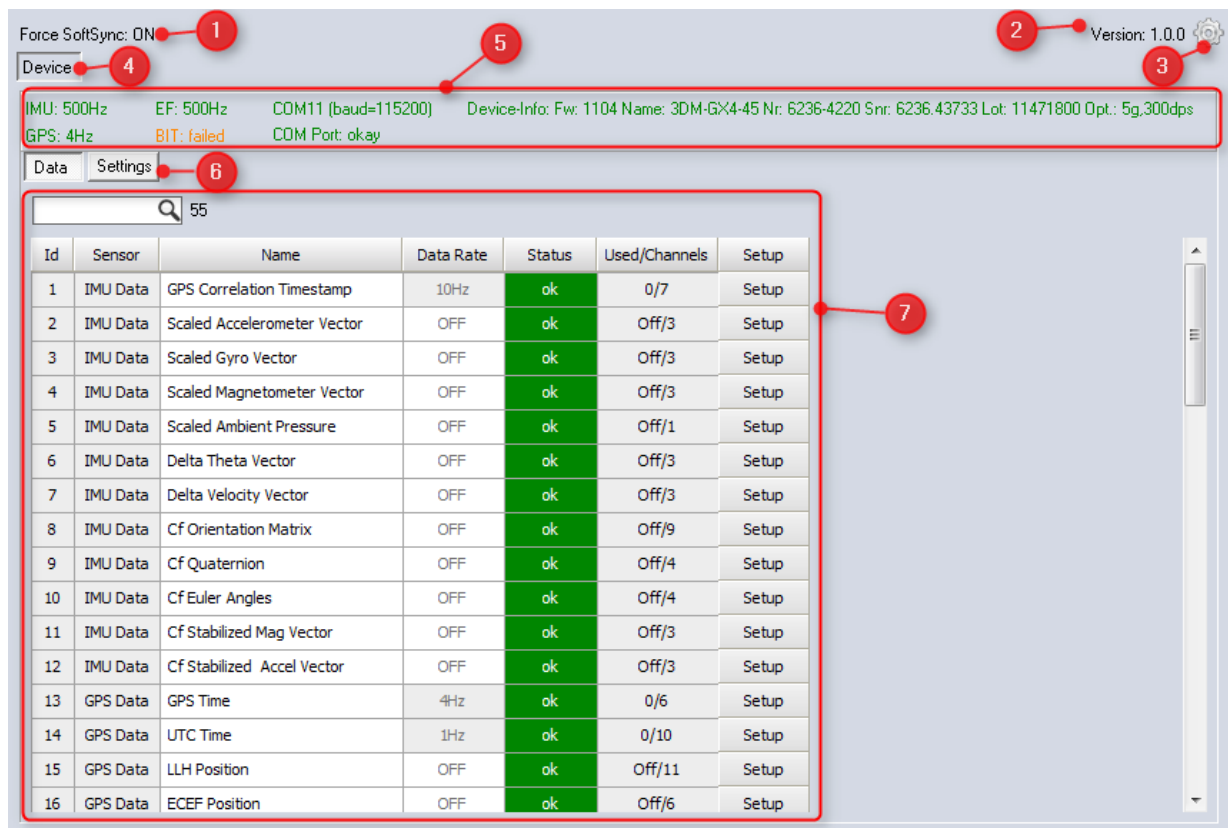 Force SoftSync: ON 1 2 Version: 1.0.0
5
Device 4 3
IMU: 500Hz EF: 500Hz COM11 (baud=115200) Device-Info: Fw: 1104 Name: 3DM-GX4-45 Nr: 6236-4220 Snr: 6236.43733 Lot: 11471800 Opt.: 5g,300dps
GPS: 4Hz BIT: failed COM Port: okay
Data Settings 6
55
Id Sensor Name Data Rate Status Used/Channels Setup
1 IMU Data GPS Correlation Timestamp 10Hz ok 0/7 Setup
7
2 IMU Data Scaled Accelerometer Vector OFF ok Off/3 Setup
3 IMU Data Scaled Gyro Vector OFF ok Off/3 Setup
4 IMU Data Scaled Magnetometer Vector OFF ok Off/3 Setup
5 IMU Data Scaled Ambient Pressure OFF ok Off/1 Setup
6 IMU Data Delta Theta Vector OFF ok Off/3 Setup
7 IMU Data Delta Velocity Vector OFF ok Off/3 Setup
8 IMU Data Cf Orientation Matrix OFF ok Off/9 Setup
9 IMU Data Cf Quaternion OFF ok Off/4 Setup
10 IMU Data Cf Euler Angles OFF ok Off/4 Setup
11 IMU Data Cf Stabilized Mag Vector OFF ok Off/3 Setup
12 IMU Data Cf Stabilized Accel Vector OFF ok Off/3 Setup
13 GPS Data GPS Time 4Hz ok 0/6 Setup
14 GPS Data UTC Time 1Hz ok 0/10 Setup
15 GPS Data LLH Position OFF ok Off/11 Setup
16 GPS Data ECEF Position OFF ok Off/6 Setup